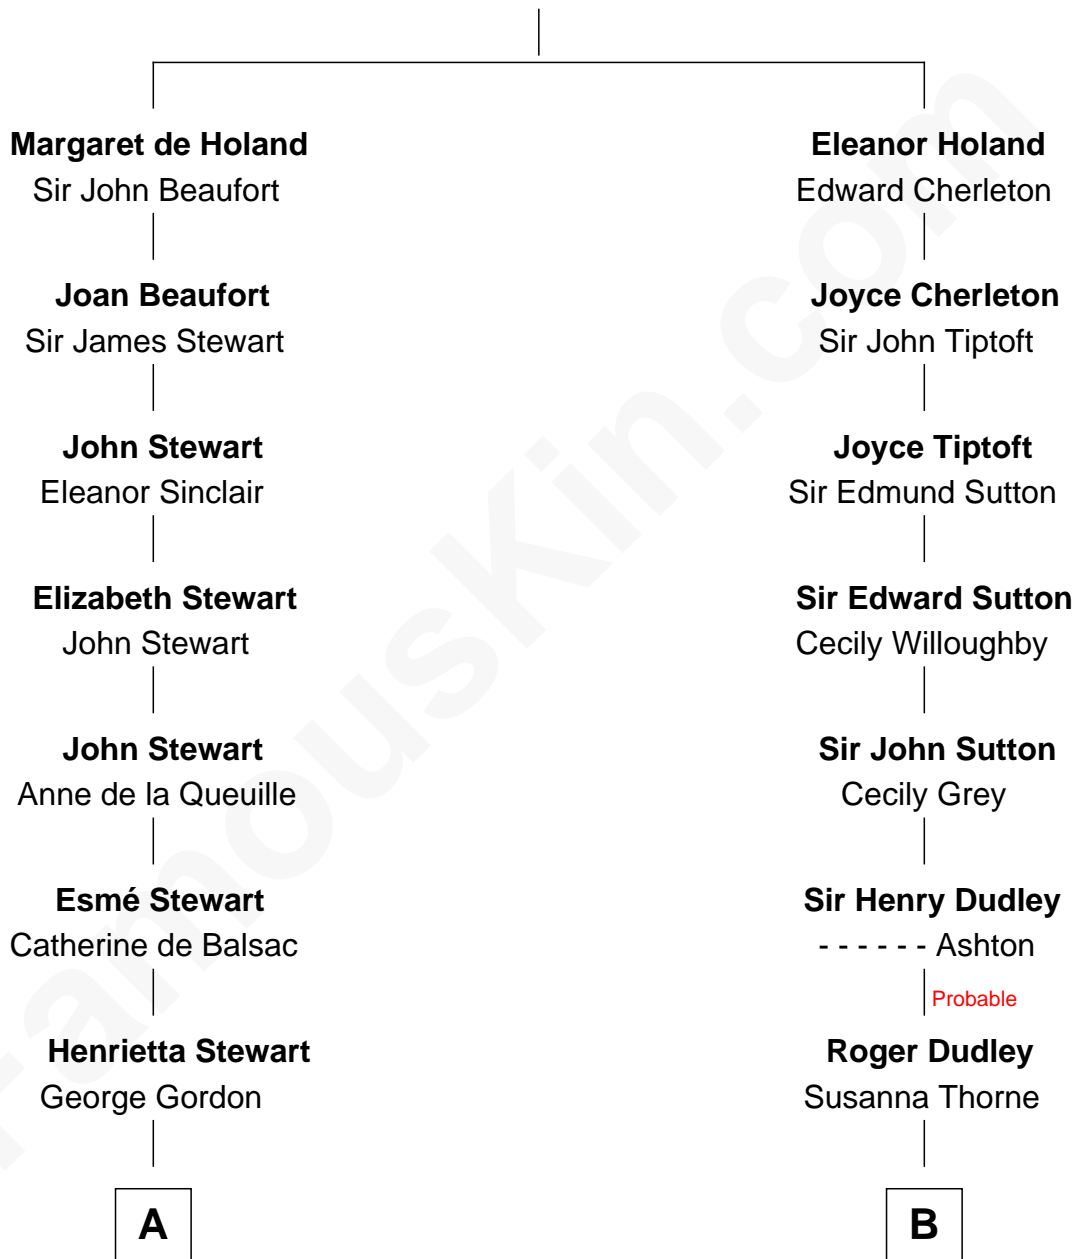 Margaret de Holand
Sir John Beaufort
Joan Beaufort
Sir James Stewart
John Stewart
Eleanor Sinclair
Elizabeth Stewart
John Stewart
John Stewart
Anne de la Queuille
Esmé Stewart
Catherine de Balsac
Henrietta Stewart
George Gordon
A
Eleanor Holand
Edward Cherleton
Joyce Cherleton
Sir John Tiptoft
Joyce Tiptoft
Sir Edmund Sutton
Sir Edward Sutton
Cecily Willoughby
Sir John Sutton
Cecily Grey
Sir Henry Dudley
- - - - - - Ashton
Probable
Roger Dudley
Susanna Thorne
B
FamousKin.com